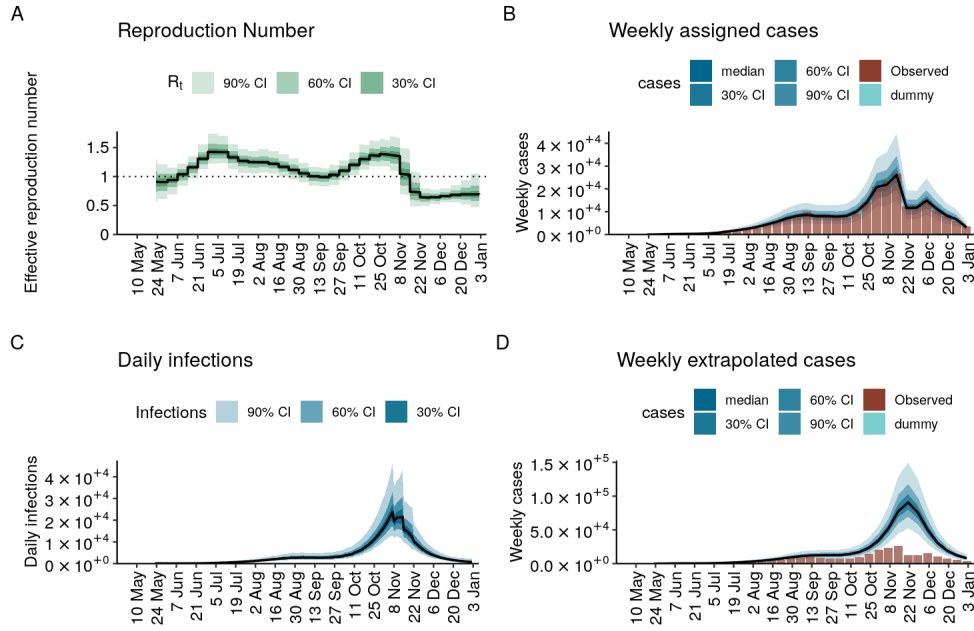 A
Reproduction Number
Rt 90% CI 60% CI 30% CI
Effective reproduction number
1.5
1
0.5
0
10 May
24 May
7 Jun
21 Jun
5 Jul
19 Jul
2 Aug
16 Aug
30 Aug
13 Sep
27 Sep
11 Oct
25 Oct
8 Nov
22 Nov
6 Dec
20 Dec
3 Jan
B
Weekly assigned cases
cases
median 60% CI Observed
30% CI 90% CI dummy
Weekly cases
4 × 10+4
3 × 10+4
2 × 10+4
1 × 10+4
0 × 10+0
10 May
24 May
7 Jun
21 Jun
5 Jul
19 Jul
2 Aug
16 Aug
30 Aug
13 Sep
27 Sep
11 Oct
25 Oct
8 Nov
22 Nov
6 Dec
20 Dec
3 Jan
C
Daily infections
Infections 90% CI 60% CI 30% CI
Daily infections
4 × 10+4
3 × 10+4
2 × 10+4
1 × 10+4
0 × 10+0
10 May
24 May
7 Jun
21 Jun
5 Jul
19 Jul
2 Aug
16 Aug
30 Aug
13 Sep
27 Sep
11 Oct
25 Oct
8 Nov
22 Nov
6 Dec
20 Dec
3 Jan
D
Weekly extrapolated cases
cases
median 60% CI Observed
30% CI 90% CI dummy
Weekly cases
1.5 × 10+5
1.0 × 10+5
5.0 × 10+4
0.0 × 10+0
10 May
24 May
7 Jun
21 Jun
5 Jul
19 Jul
2 Aug
16 Aug
30 Aug
13 Sep
27 Sep
11 Oct
25 Oct
8 Nov
22 Nov
6 Dec
20 Dec
3 Jan